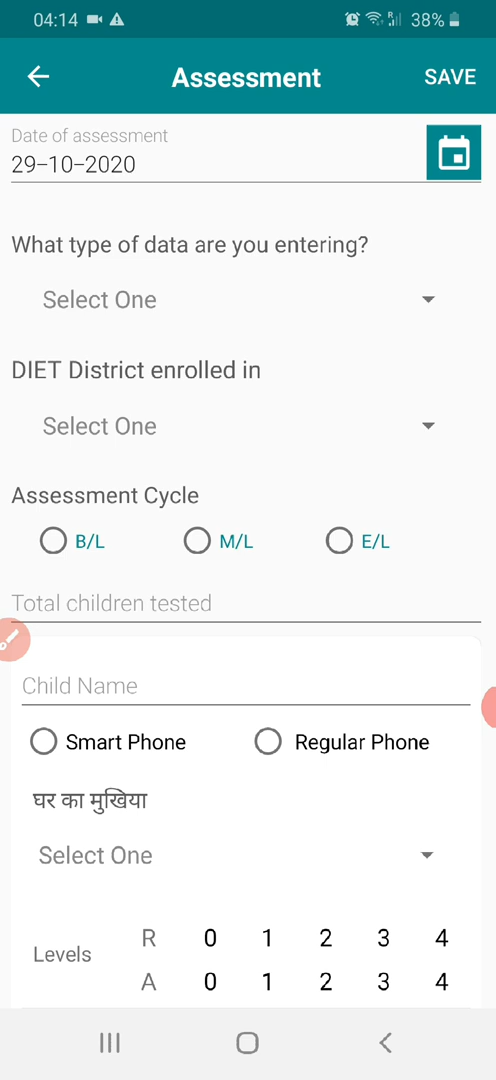 04:14 38%
Assessment SAVE
Date of assessment
29-10-2020
What type of data are you entering?
Select One
DIET District enrolled in
Select One
Assessment Cycle
B/L M/L E/L
Total children tested
Child Name
Smart Phone Regular Phone
घर का मुखिया
Select One
R 0 1 2 3 4
Levels
A 0 1 2 3 4